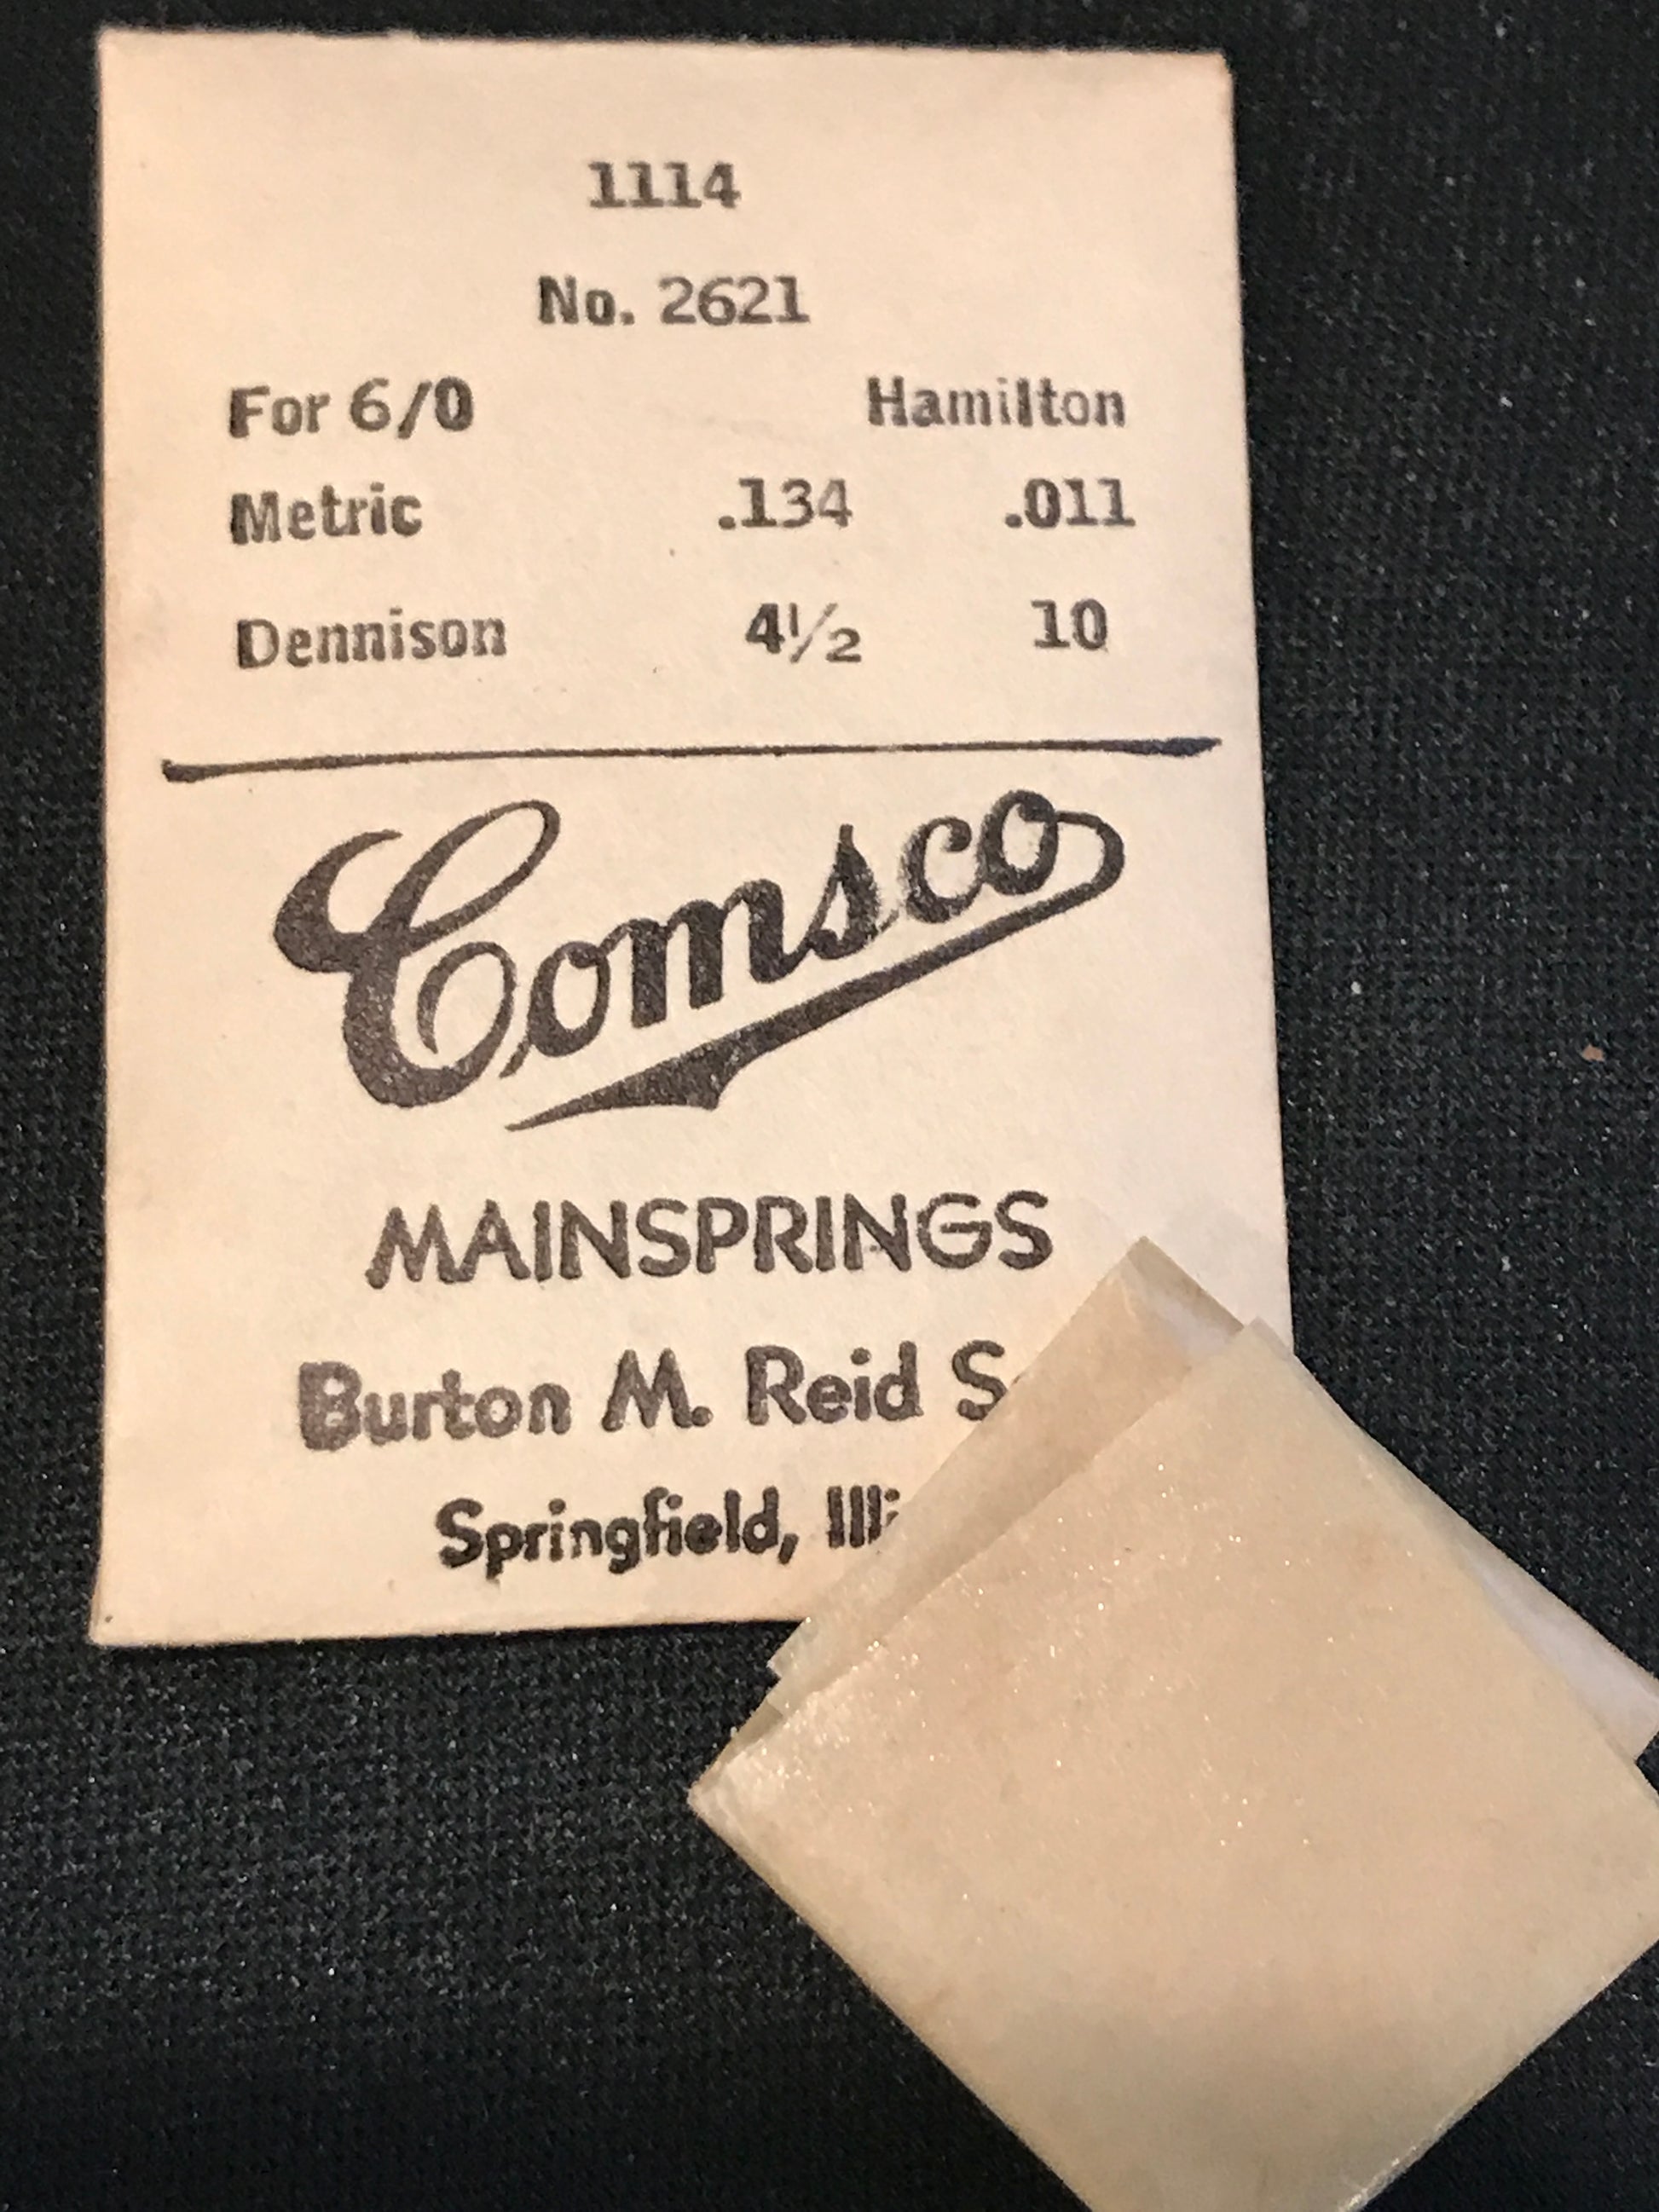 1114
No. 2621
For 6/0 Hamilton
Metric .134 .011
Dennison 4½ 10
Comsco
MAINSPRINGS
Burton M. Reid
Springfield,